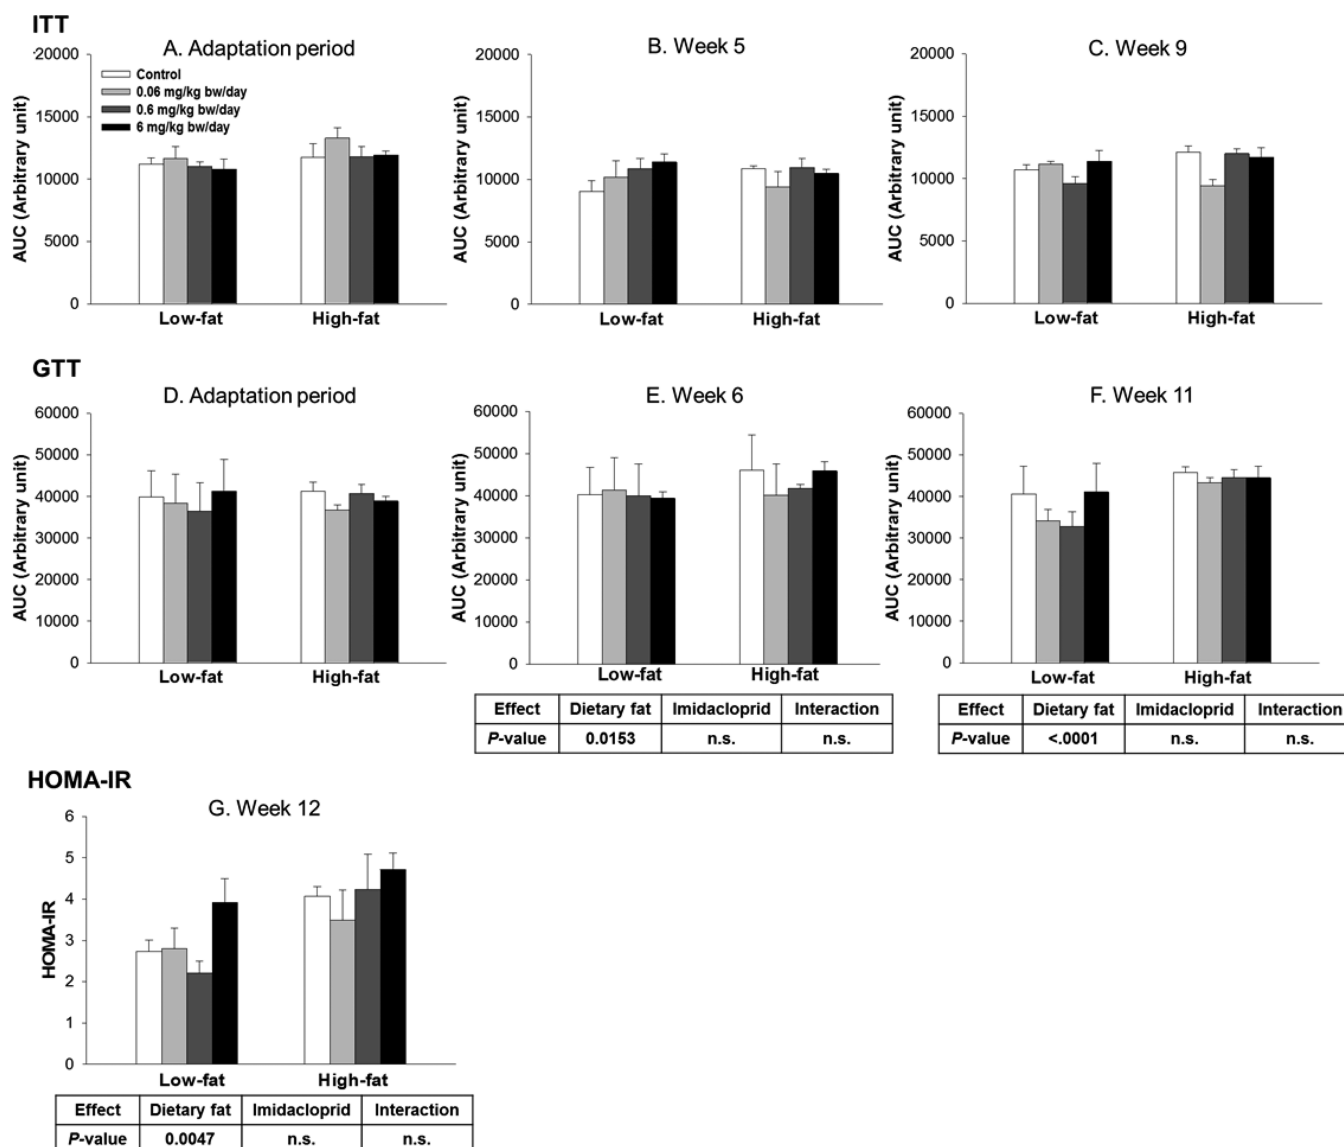 ITT
A. Adaptation period
20000
15000
10000
5000
0
AUC (Arbitrary unit)
Control
0.06 mg/kg bw/day
0.6 mg/kg bw/day
6 mg/kg bw/day
Low-fat High-fat
B. Week 5
20000
15000
10000
5000
0
AUC (Arbitrary unit)
Low-fat High-fat
C. Week 9
20000
15000
10000
5000
0
AUC (Arbitrary unit)
Low-fat High-fat
GTT
D. Adaptation period
60000
50000
40000
30000
20000
10000
0
AUC (Arbitrary unit)
Low-fat High-fat
E. Week 6
60000
50000
40000
30000
20000
10000
0
AUC (Arbitrary unit)
Low-fat High-fat
Effect Dietary fat Imidacloprid Interaction
P-value 0.0153 n.s. n.s.
F. Week 11
60000
50000
40000
30000
20000
10000
0
AUC (Arbitrary unit)
Low-fat High-fat
Effect Dietary fat Imidacloprid Interaction
P-value <.0001 n.s. n.s.
HOMA-IR
G. Week 12
6
5
4
3
2
1
0
HOMA-IR
Low-fat High-fat
Effect Dietary fat Imidacloprid Interaction
P-value 0.0047 n.s. n.s.